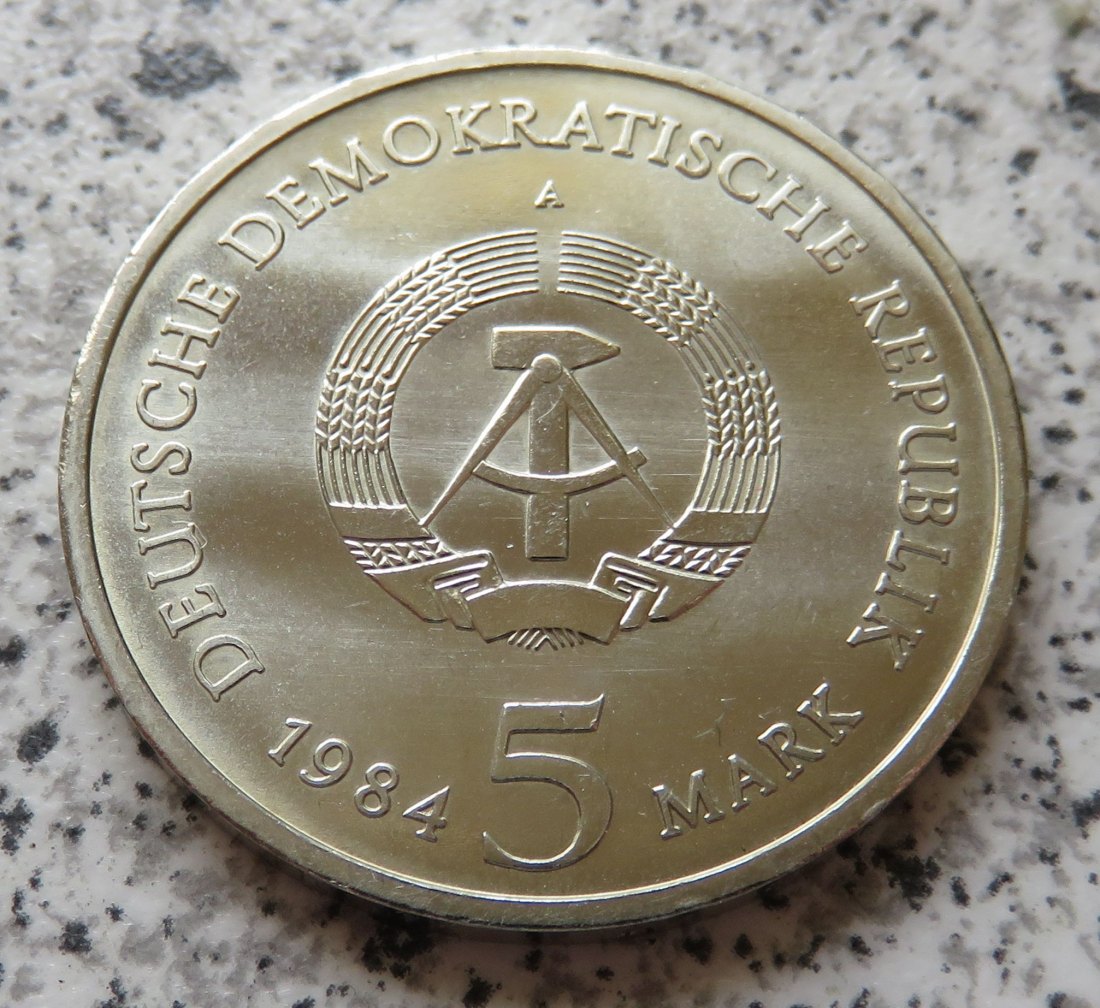 DEUTSCHE DEMOKRATISCHE REPUBLIK
A
1984 5 MARK